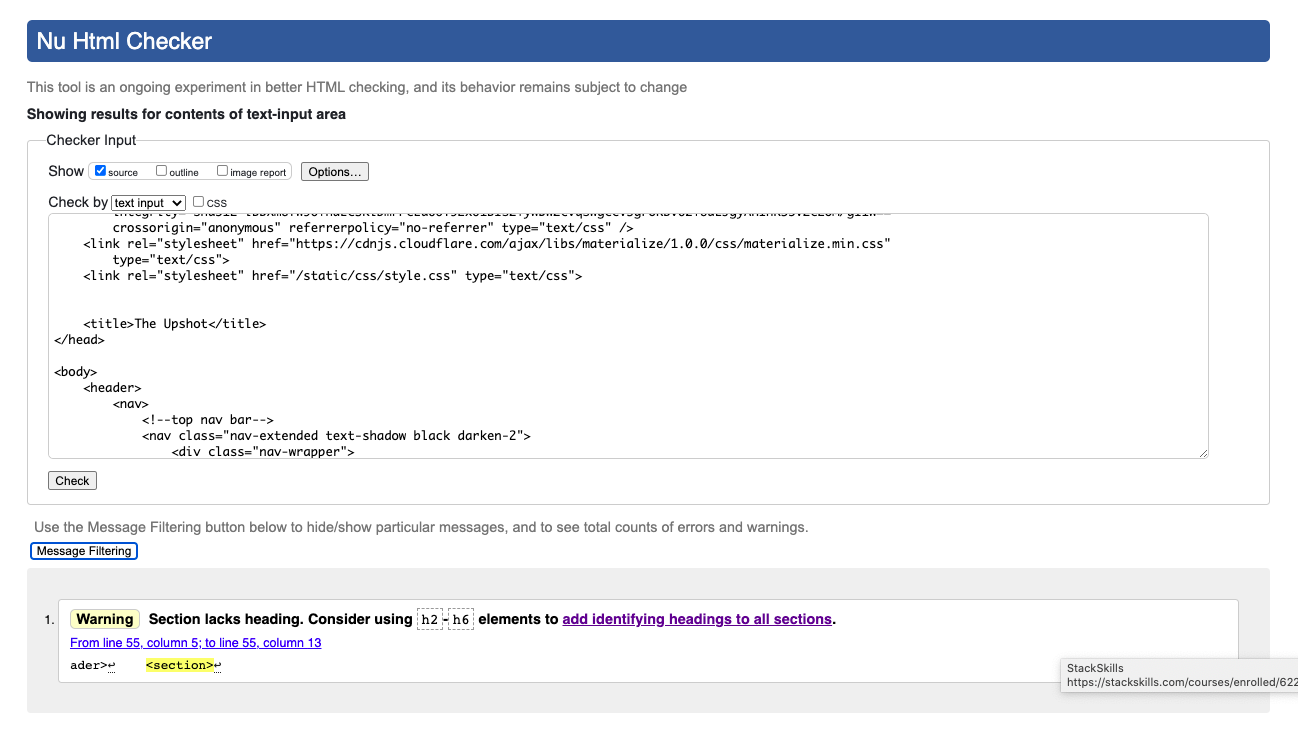 Nu Html Checker
This tool is an ongoing experiment in better HTML checking, and its behavior remains subject to change
Showing results for contents of text-input area
Checker Input
Show source outline image report Options...
Check by text input css
crossorigin="anonymous" referrerpolicy="no-referrer" type="text/css" />
<link rel="stylesheet" href="https://cdnjs.cloudflare.com/ajax/libs/materialize/1.0.0/css/materialize.min.css"
type="text/css">
<link rel="stylesheet" href="/static/css/style.css" type="text/css">
<title>The Upshot</title>
</head>
<body>
<header>
<nav>
<!--top nav bar-->
<nav class="nav-extended text-shadow black darken-2">
<div class="nav-wrapper">
Check
Use the Message Filtering button below to hide/show particular messages, and to see total counts of errors and warnings.
Message Filtering
1. Warning Section lacks heading. Consider using h2-h6 elements to add identifying headings to all sections.
From line 55, column 5; to line 55, column 13
ader>↩ <section>↩
StackSkills
https://stackskills.com/courses/enrolled/622